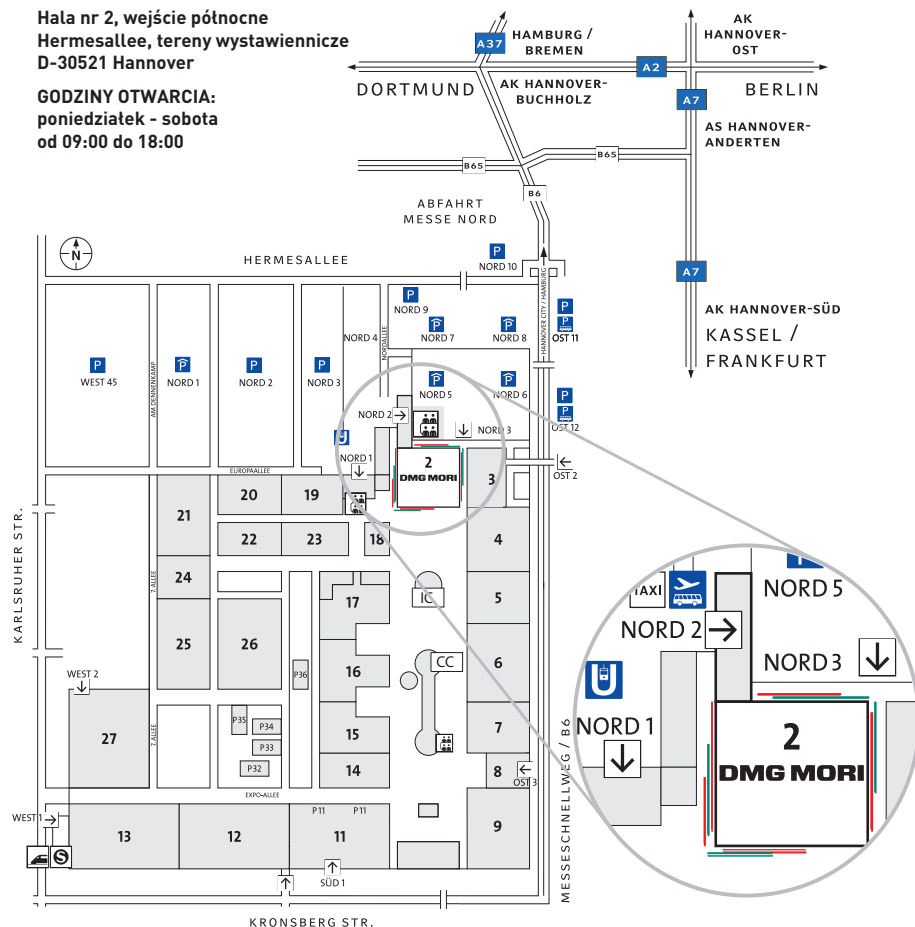 Hala nr 2, wejście północne
Hermesallee, tereny wystawiennicze
D-30521 Hannover
GODZINY OTWARCIA:
poniedziałek - sobota
od 09:00 do 18:00
A37
HAMBURG /
BREMEN
AK
HANNOVER-
OST
A2
DORTMUND
AK HANNOVER-
BUCHHOLZ
A7
BERLIN
AS HANNOVER-
ANDERTEN
B65
B65
B6
ABFAHRT
MESSE NORD
A7
AK HANNOVER-SÜD
KASSEL /
FRANKFURT
N
HERMESALLEE
P
NORD 10
HANNOVER CITY / HAMBURG
P
NORD 9
P
P
OST 11
NORD 4
NORDALLEE
P
NORD 7
P
NORD 8
P
WEST 45
AM DENNENKAMP
P
NORD 1
P
NORD 2
P
NORD 3
P
NORD 5
P
NORD 6
P
P
OST 12
NORD 2
NORD 3
U
NORD 1
2
DMG MORI
3
OST 2
EUROPAALLEE
21
20
19
22
23
18
4
24
7. ALLEE
25
26
17
IC
5
KARLSRUHER STR.
16
CC
6
P36
WEST 2
27
7. ALLEE
P35
P34
P33
P32
15
14
7
8
OST 3
EXPO-ALLEE
WEST 1
13
12
P11
P11
11
9
S
SÜD 1
KRONSBERG STR.
MESSESCHNELLWEG / B6
TAXI
P
NORD 5
NORD 2
NORD 3
U
NORD 1
2
DMG MORI